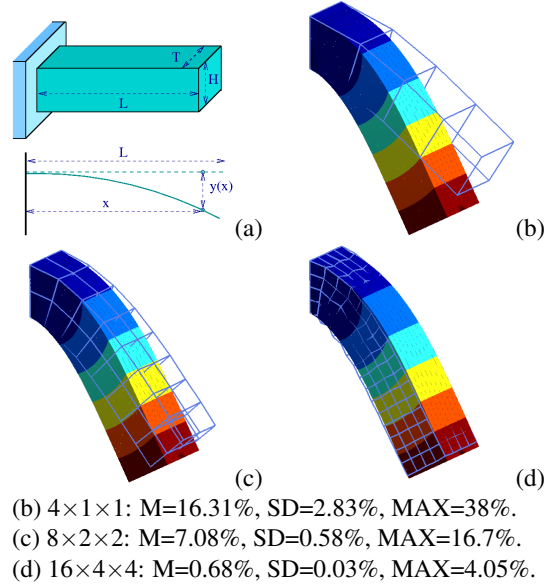 T
H
L
L
y(x)
x
(a)
(b)
(c)
(d)
(b) 4×1×1: M=16.31%, SD=2.83%, MAX=38%.
(c) 8×2×2: M=7.08%, SD=0.58%, MAX=16.7%.
(d) 16×4×4: M=0.68%, SD=0.03%, MAX=4.05%.